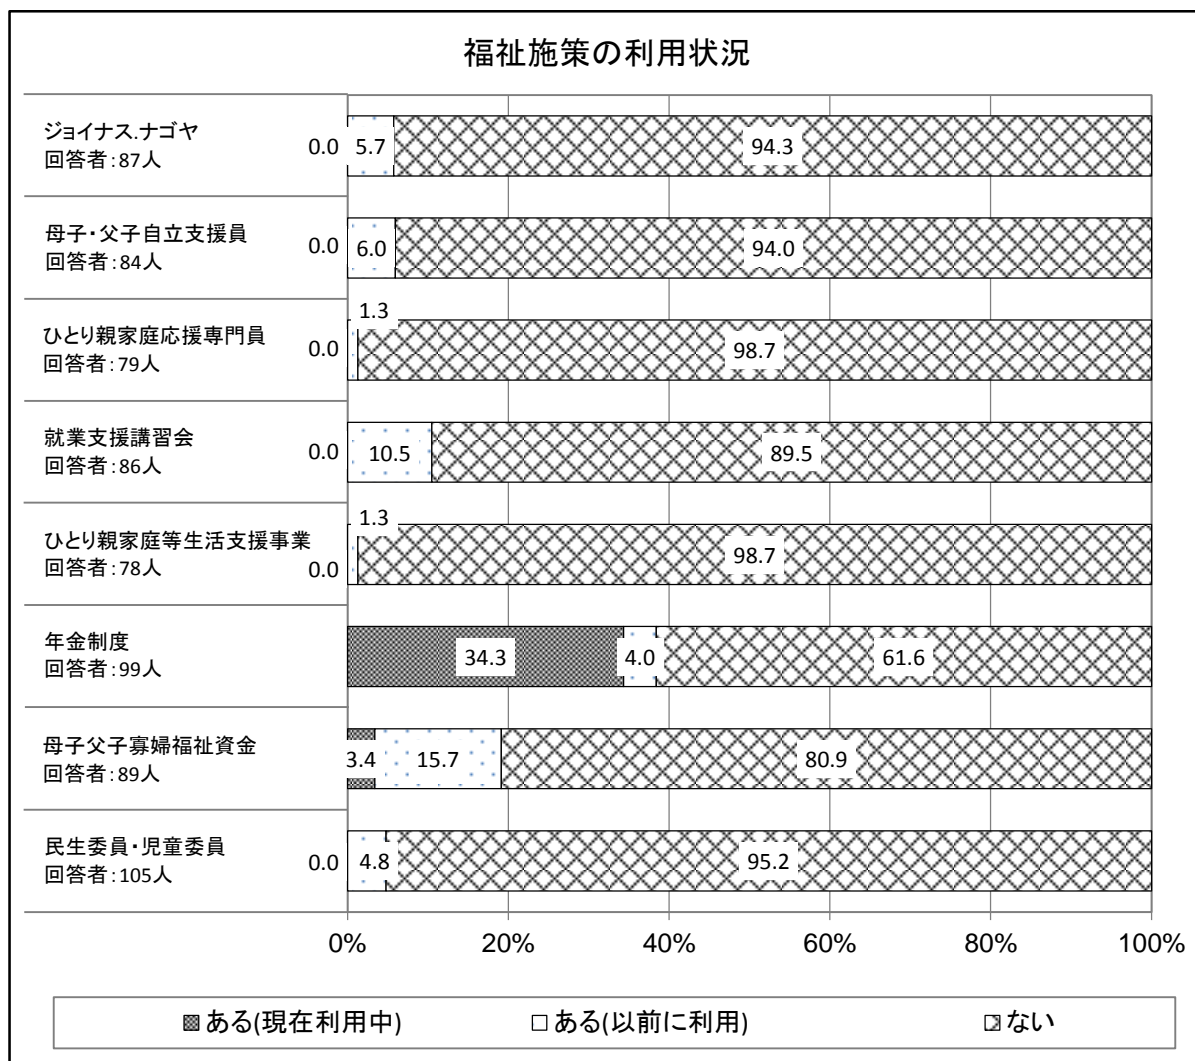 福祉施策の利用状況
ジョイナス.ナゴヤ
回答者:87人
0.0 5.7 94.3
母子・父子自立支援員
回答者:84人
0.0 6.0 94.0
ひとり親家庭応援専門員
回答者:79人
0.0 1.3 98.7
就業支援講習会
回答者:86人
0.0 10.5 89.5
ひとり親家庭等生活支援事業
回答者:78人
0.0 1.3 98.7
年金制度
回答者:99人
34.3 4.0 61.6
母子父子寡婦福祉資金
回答者:89人
3.4 15.7 80.9
民生委員・児童委員
回答者:105人
0.0 4.8 95.2
0% 20% 40% 60% 80% 100%
ある(現在利用中) ある(以前に利用) ない